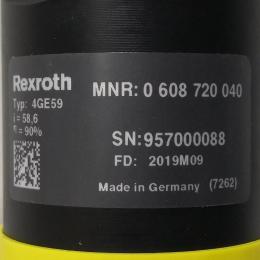 Rexroth
MNR: 0 608 720 040
Typ: 4GE59
i = 58,6
η = 90%
SN:957000088
FD: 2019M09
Made in Germany (7262)